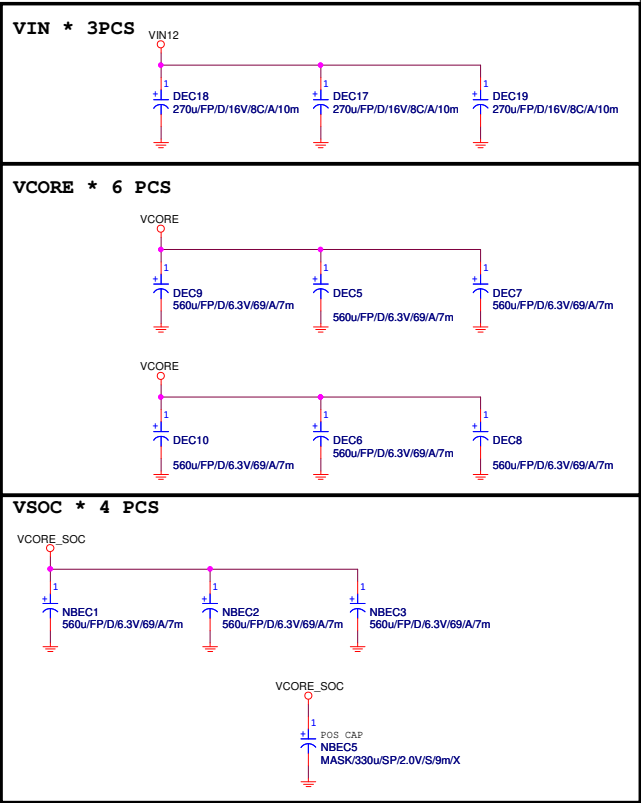 VIN * 3PCS
VIN12
1 1 1
+ DEC18 + DEC17 + DEC19
270u/FP/D/16V/8C/A/10m 270u/FP/D/16V/8C/A/10m 270u/FP/D/16V/8C/A/10m
VCORE * 6 PCS
VCORE
1 1 1
+ DEC9 + DEC5 + DEC7
560u/FP/D/6.3V/69/A/7m 560u/FP/D/6.3V/69/A/7m 560u/FP/D/6.3V/69/A/7m
VCORE
1 1 1
+ DEC10 + DEC6 + DEC8
560u/FP/D/6.3V/69/A/7m 560u/FP/D/6.3V/69/A/7m 560u/FP/D/6.3V/69/A/7m
VSOC * 4 PCS
VCORE_SOC
1 1 1
+ NBEC1 + NBEC2 + NBEC3
560u/FP/D/6.3V/69/A/7m 560u/FP/D/6.3V/69/A/7m 560u/FP/D/6.3V/69/A/7m
VCORE_SOC
1
+ POS CAP
NBEC5
MASK/330u/SP/2.0V/S/9m/X